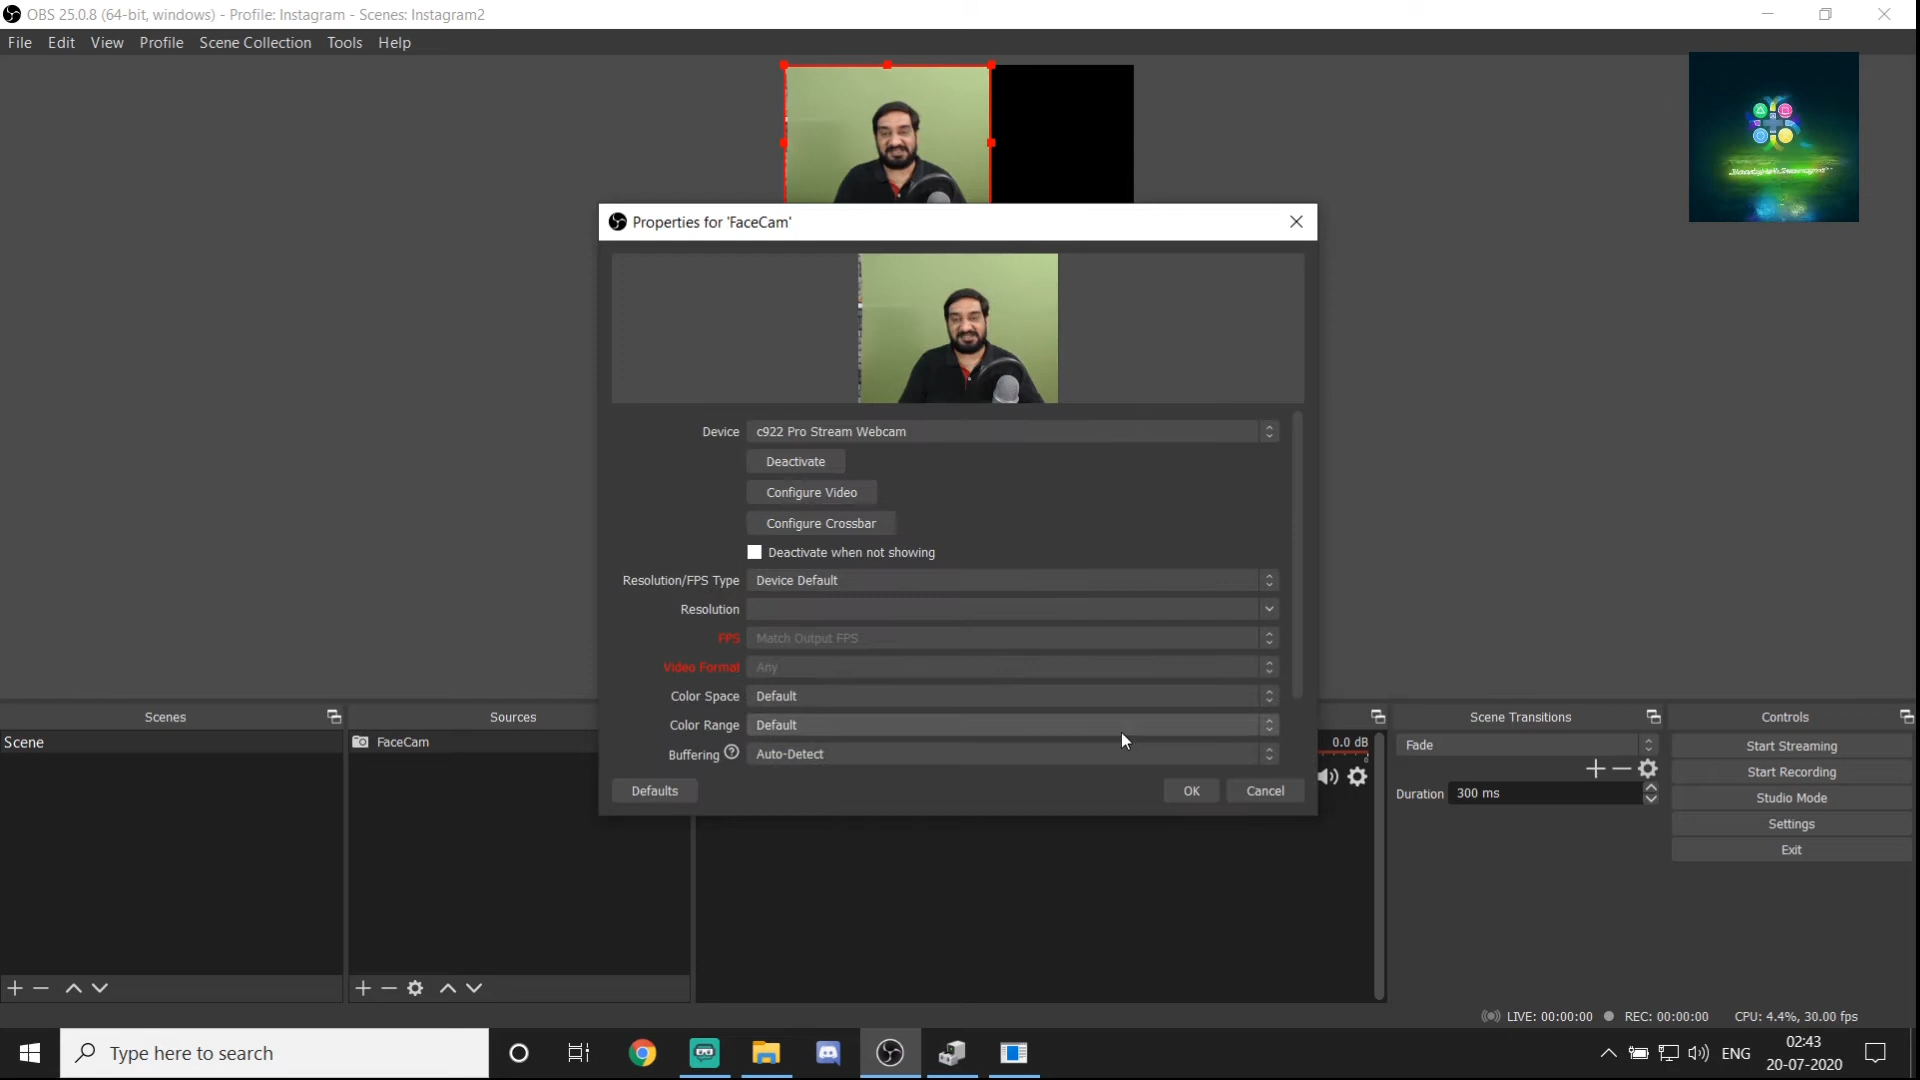 OBS 25.0.8 (64-bit, windows) - Profile: Instagram - Scenes: Instagram2
File Edit View Profile Scene Collection Tools Help
Properties for 'FaceCam'
Device c922 Pro Stream Webcam
Deactivate
Configure Video
Configure Crossbar
Deactivate when not showing
Resolution/FPS Type Device Default
Resolution
FPS Match Output FPS
Video Format Any
Color Space Default
Color Range Default
Buffering ? Auto-Detect
Defaults OK Cancel
Scenes
Scene
Sources
FaceCam
0.0 dB
0
Scene Transitions
Fade
Duration 300 ms
Controls
Start Streaming
Start Recording
Studio Mode
Settings
Exit
LIVE: 00:00:00 REC: 00:00:00 CPU: 4.4%, 30.00 fps
Type here to search
ENG
02:43
20-07-2020